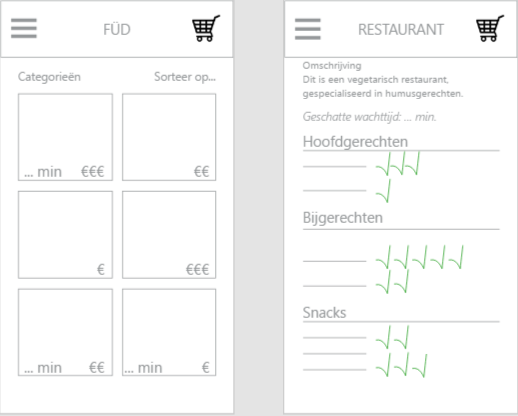 FÜD
Categorieën Sorteer op...
... min €€€
€€
€
€€€
... min €€
... min €
RESTAURANT
Omschrijving
Dit is een vegetarisch restaurant,
gespecialiseerd in humusgerechten.
Geschatte wachttijd: ... min.
Hoofdgerechten
Bijgerechten
Snacks